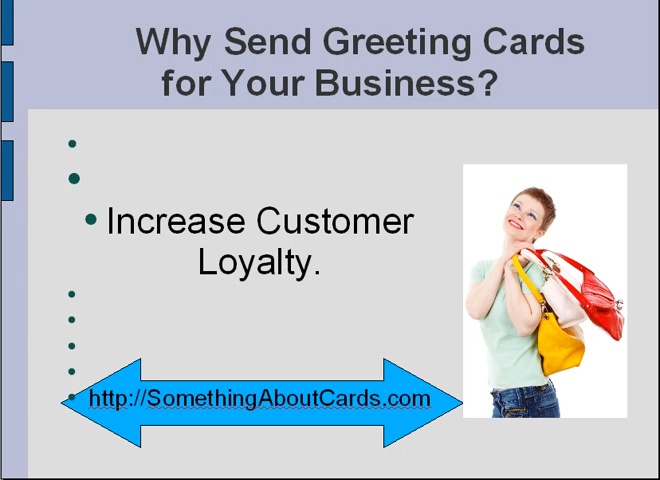 Why Send Greeting Cards
for Your Business?
Increase Customer
Loyalty.
http://SomethingAboutCards.com